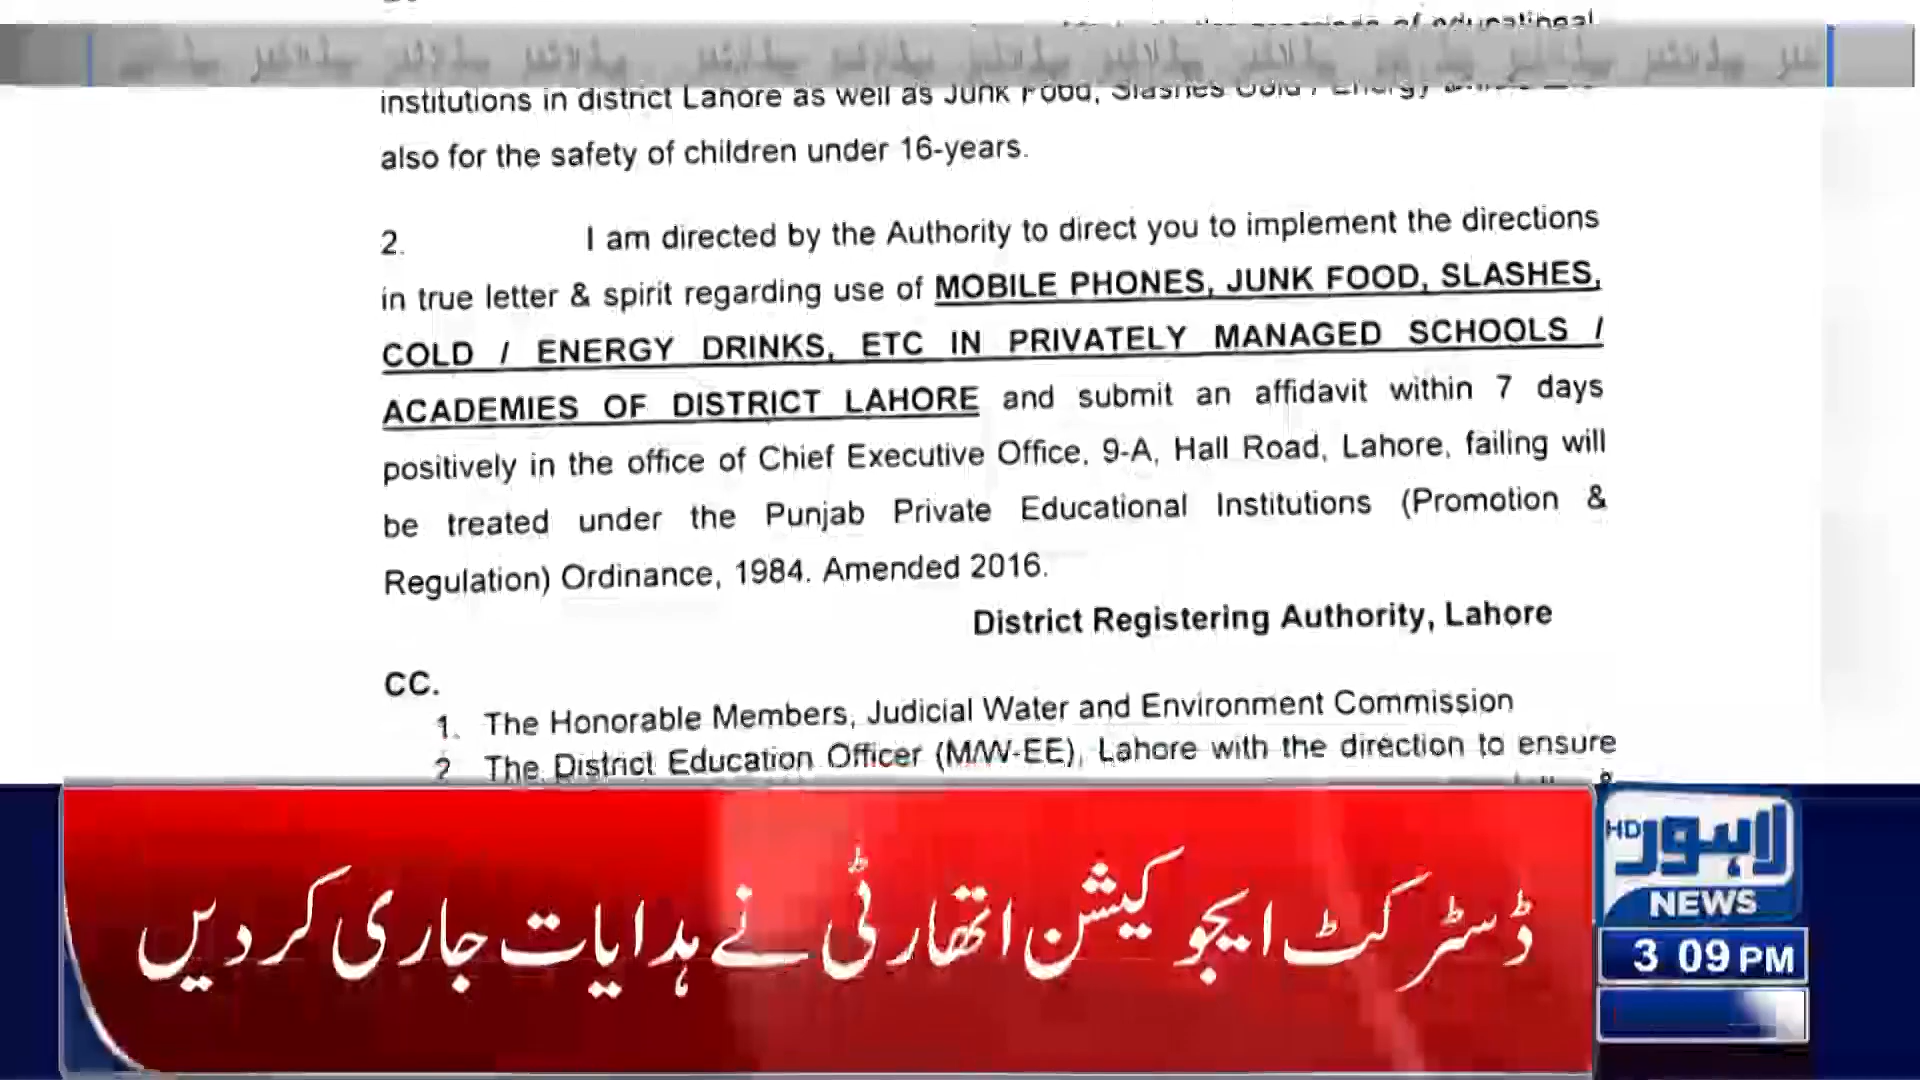 institutions in district Lahore as well as Junk Food, Slashes Cold / Energy
also for the safety of children under 16-years.
2. I am directed by the Authority to direct you to implement the directions
in true letter & spirit regarding use of MOBILE PHONES, JUNK FOOD, SLASHES,
COLD / ENERGY DRINKS, ETC IN PRIVATELY MANAGED SCHOOLS /
ACADEMIES OF DISTRICT LAHORE and submit an affidavit within 7 days
positively in the office of Chief Executive Office, 9-A, Hall Road, Lahore, failing will
be treated under the Punjab Private Educational Institutions (Promotion &
Regulation) Ordinance, 1984. Amended 2016.
District Registering Authority, Lahore
CC.
1. The Honorable Members, Judicial Water and Environment Commission
2 The District Education Officer (M/W-EE), Lahore with the direction to ensure
ڈسٹرکٹ ایجوکیشن اتھارٹی نے ہدایات جاری کردیں
لاہور HD
NEWS
3 09 PM